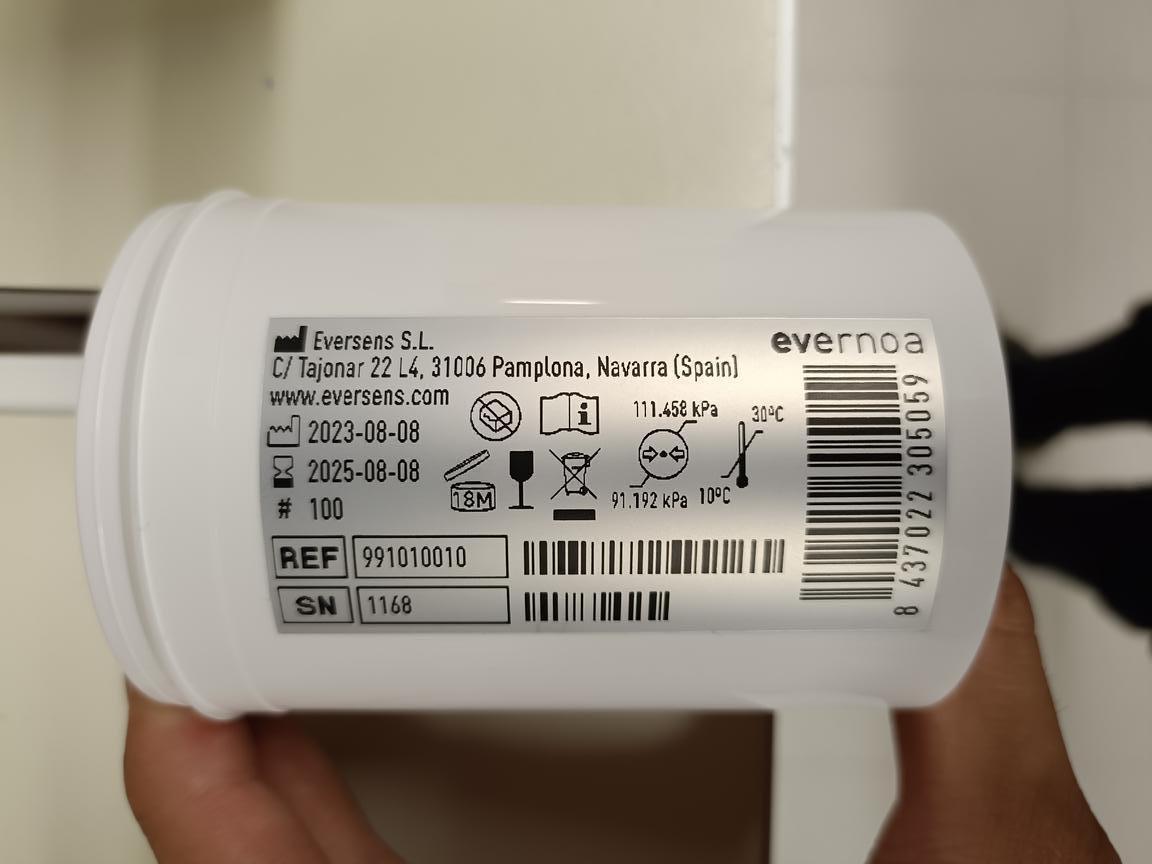 Eversens S.L.
evernoa
C/ Tajonar 22 L4, 31006 Pamplona, Navarra (Spain)
www.eversens.com
2023-08-08
2025-08-08
# 100
18M
111.458 kPa
91.192 kPa
30ºC
10ºC
REF 991010010
SN 1168
8 437022 305059